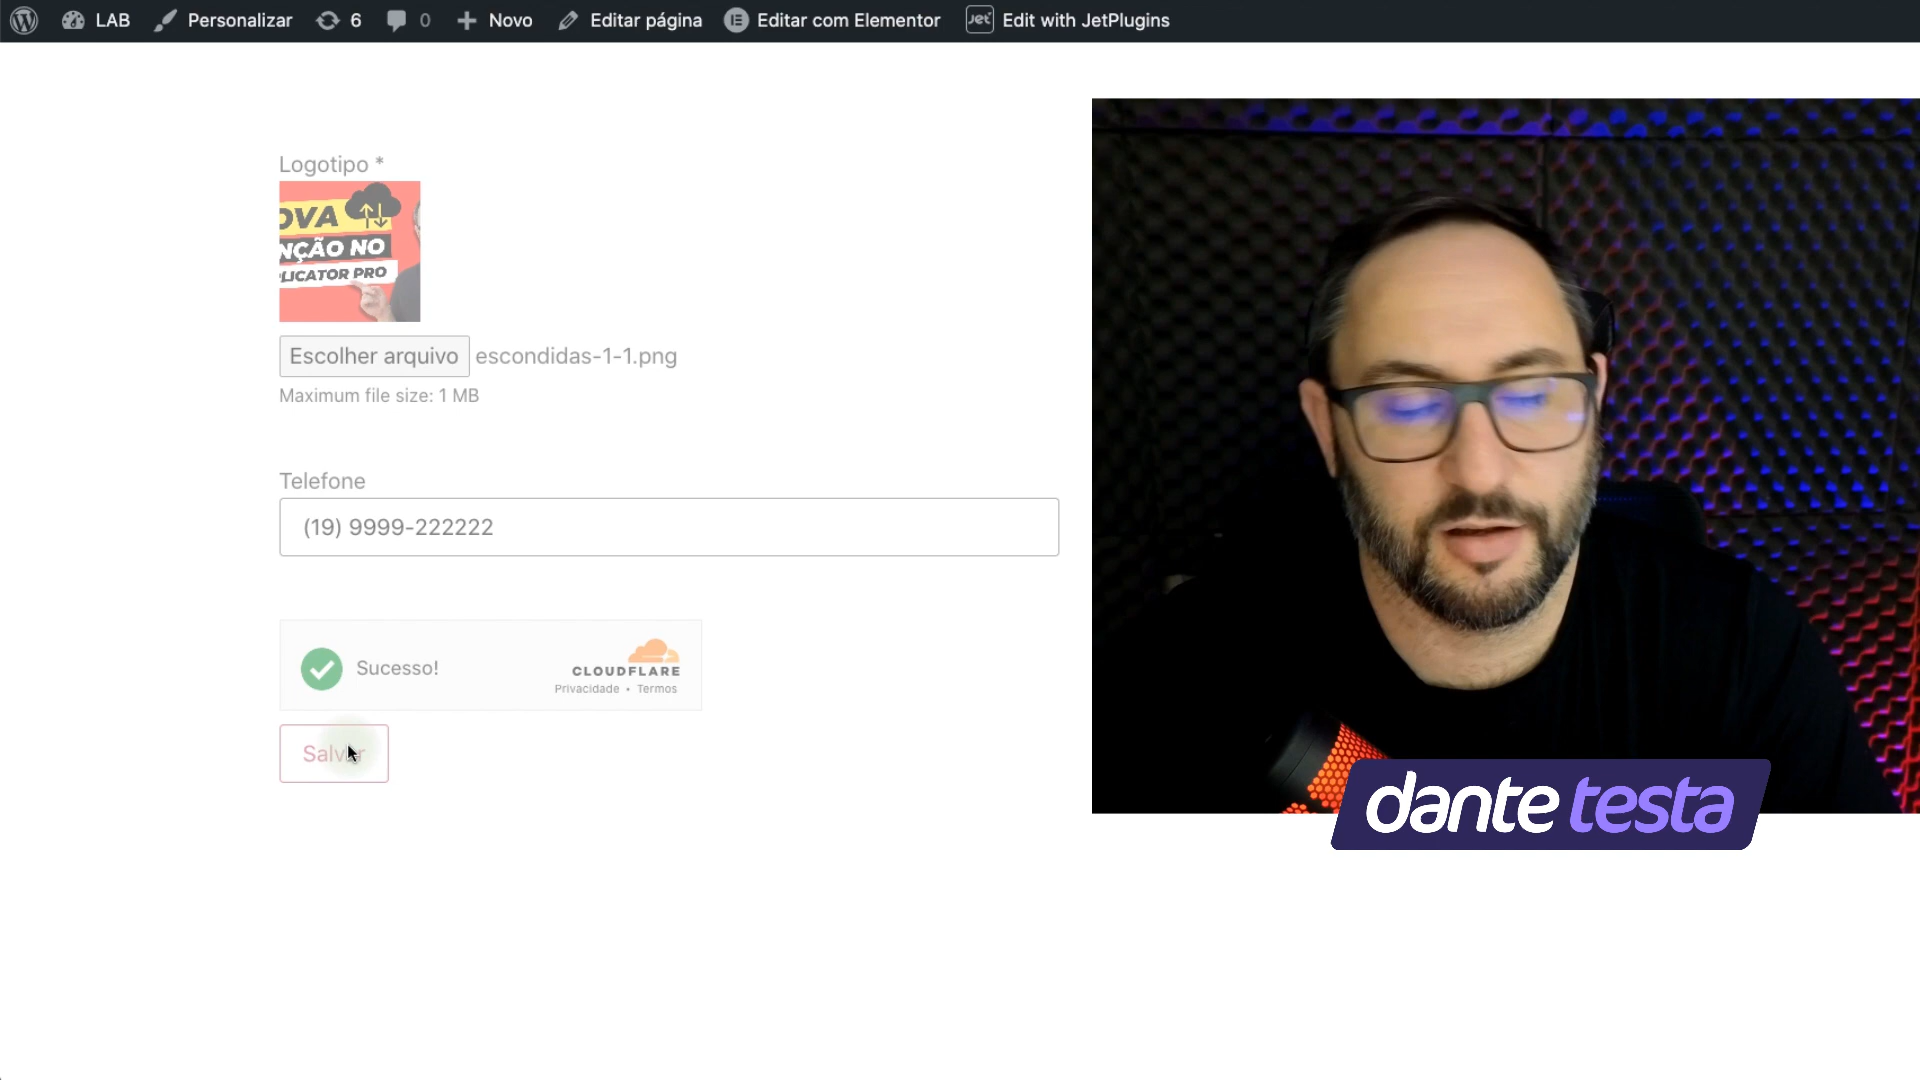 LAB Personalizar 6 0 Novo Editar página Editar com Elementor Jet Edit with JetPlugins
Logotipo *
OVA
NÇÃO NO
LICATOR PRO
Escolher arquivo escondidas-1-1.png
Maximum file size: 1 MB
Telefone
(19) 9999-222222
Sucesso!
CLOUDFLARE
Privacidade • Termos
Salvar
dante testa